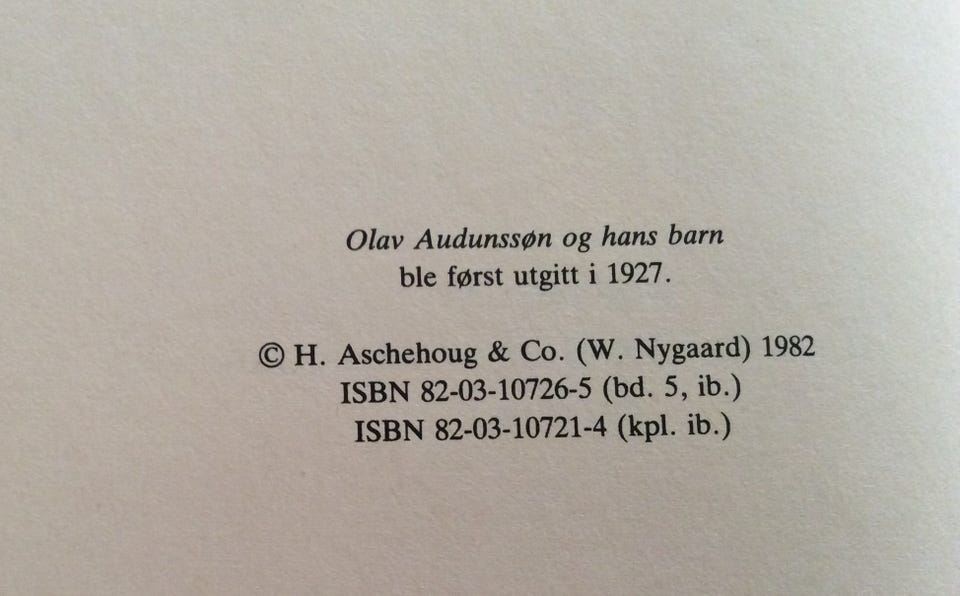 Olav Audunssøn og hans barn
ble først utgitt i 1927.
© H. Aschehoug & Co. (W. Nygaard) 1982
ISBN 82-03-10726-5 (bd. 5, ib.)
ISBN 82-03-10721-4 (kpl. ib.)